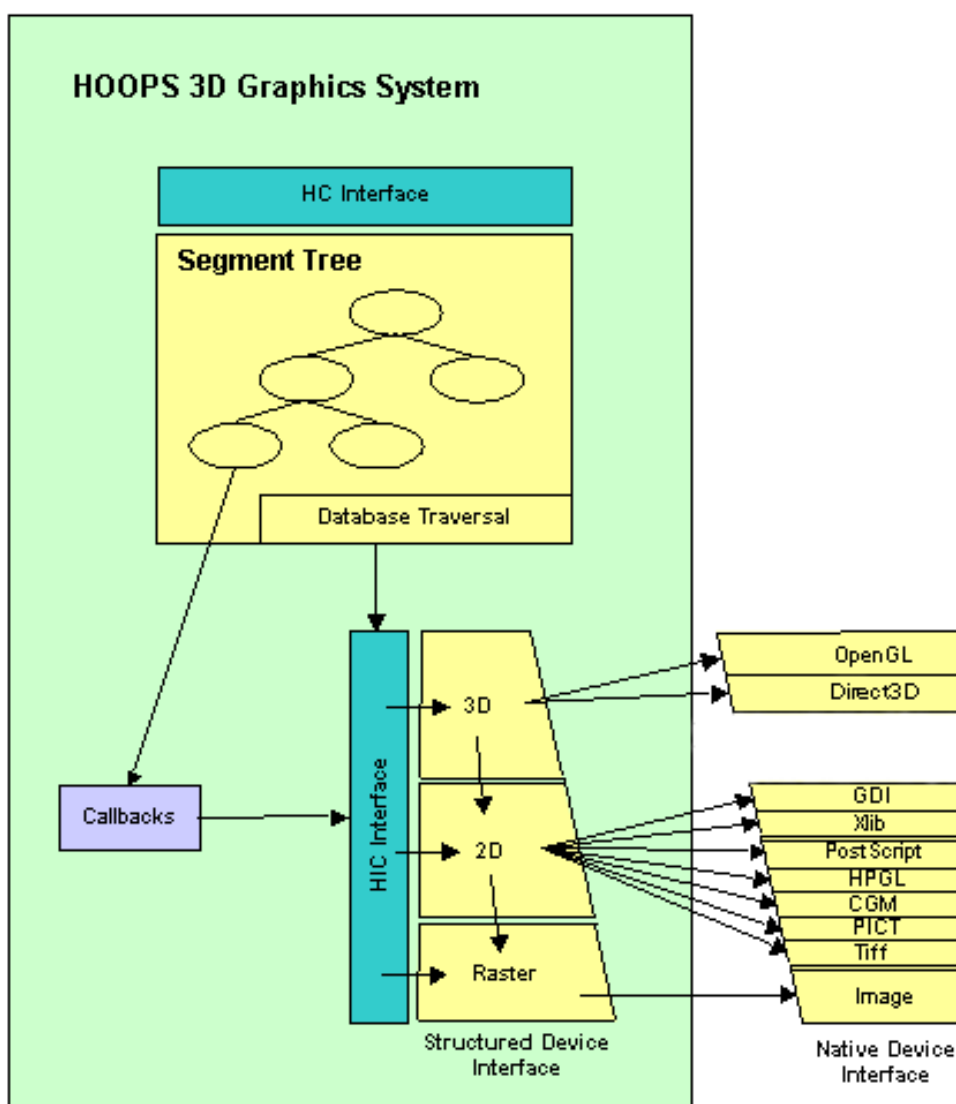 HOOPS 3D Graphics System
HC Interface
Segment Tree
Database Traversal
OpenGL
Direct3D
3D
HIC Interface
Callbacks
2D
GDI
Xlib
PostScript
HPGL
CGM
PICT
Tiff
Raster
Image
Structured Device
Interface
Native Device
Interface